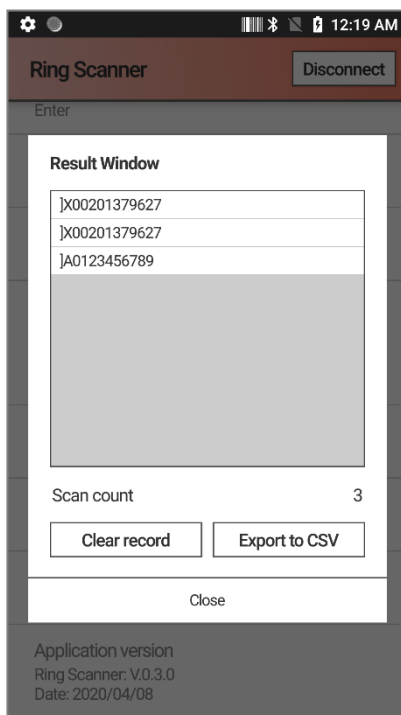 12:19 AM
Ring Scanner
Disconnect
Enter
Result Window
]X00201379627
]X00201379627
]A0123456789
Scan count 3
Clear record
Export to CSV
Close
Application version
Ring Scanner: V.0.3.0
Date: 2020/04/08